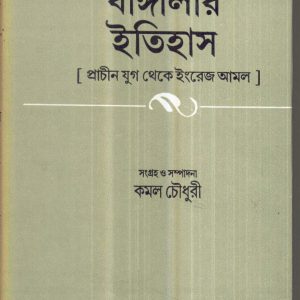 বাঙ্গালার
ইতিহাস
[ প্রাচীন যুগ থেকে ইংরেজ আমল ]
সংগ্রহ ও সম্পাদনা
কমল চৌধুরী